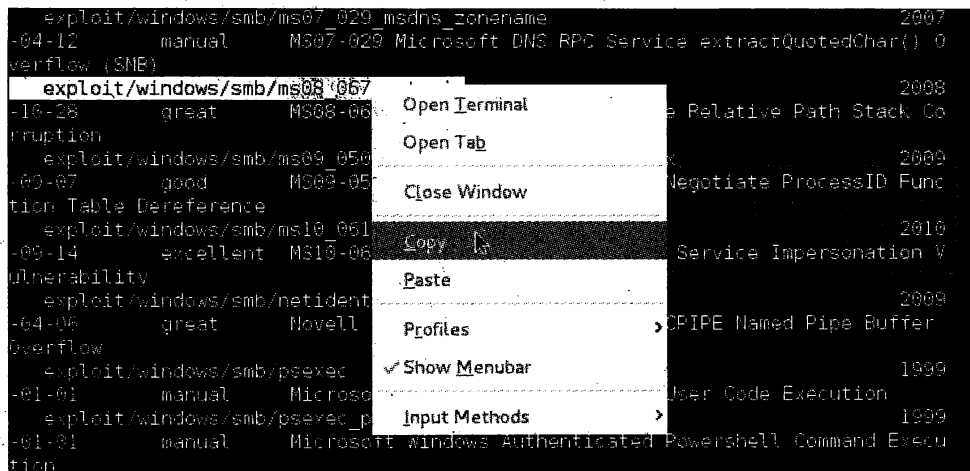 exploit/windows/smb/ms07_029_msdns_zonename 2007
-04-12 manual MS07-029 Microsoft DNS RPC Service extractQuotedChar() O
verflow (SMB)
exploit/windows/smb/ms08_067 2008
-10-28 great MS08-06 e Relative Path Stack Co
rruption
exploit/windows/smb/ms09_050 x 2009
-09-07 good MS09-05 Negotiate ProcessID Func
tion Table Dereference
exploit/windows/smb/ms10_061 2010
-09-14 excellent MS10-06 Service Impersonation V
ulnerability
exploit/windows/smb/netident 2009
-04-06 great Novell CPIPE Named Pipe Buffer
Overflow
exploit/windows/smb/psexec 1999
-01-01 manual Microso User Code Execution
exploit/windows/smb/psexec_p 1999
-01-01 manual Microsoft Windows Authenticated Powershell Command Execu
tion
Open Terminal
Open Tab
Close Window
Copy
Paste
Profiles
Show Menubar
Input Methods